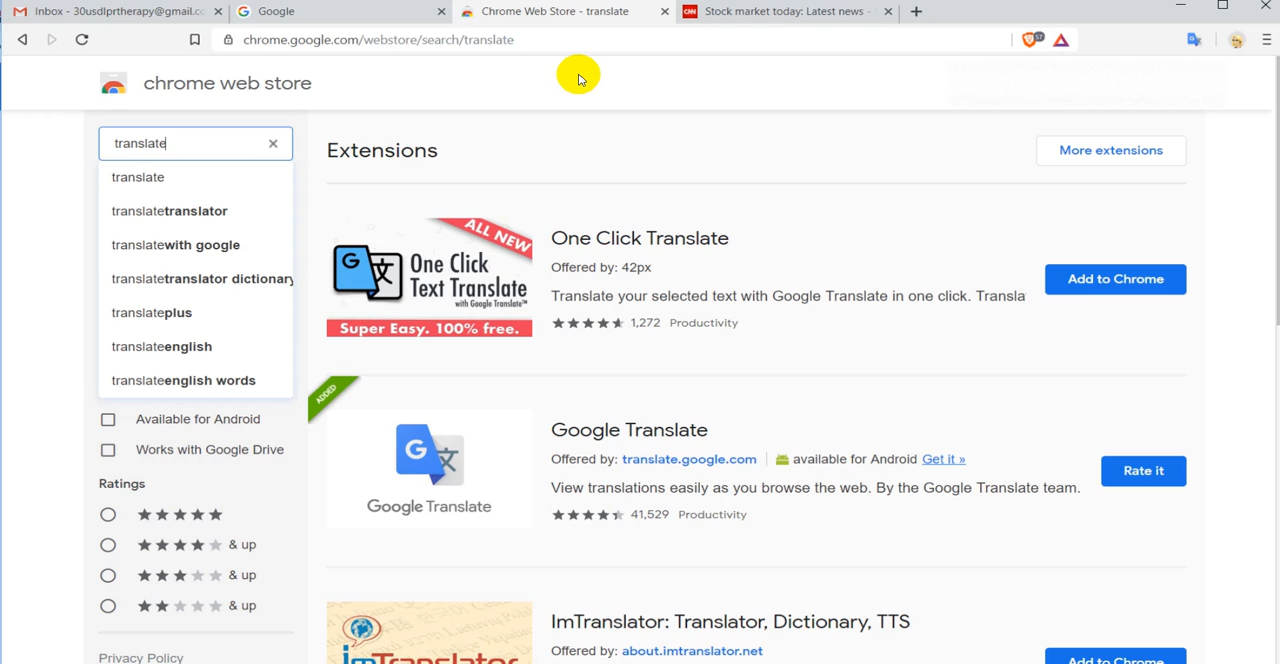 Inbox - 30usdlprtherapy@gmail.co
Google
Chrome Web Store - translate
CNN
Stock market today: Latest news -
chrome.google.com/webstore/search/translate
57
chrome web store
translate
translate
translatetranslator
translatewith google
translatetranslator dictionary
translateplus
translateenglish
translateenglish words
Available for Android
Works with Google Drive
Ratings
& up
& up
& up
Privacy Policy
Extensions
More extensions
ALL NEW
G
One Click
Text Translate
with Google Translate™
Super Easy. 100% free.
One Click Translate
Offered by: 42px
Translate your selected text with Google Translate in one click. Transla
1,272 Productivity
Add to Chrome
ADDED
G
Google Translate
Google Translate
Offered by: translate.google.com available for Android Get it »
View translations easily as you browse the web. By the Google Translate team.
41,529 Productivity
Rate it
imTranslator
ImTranslator: Translator, Dictionary, TTS
Offered by: about.imtranslator.net
Add to Chrome